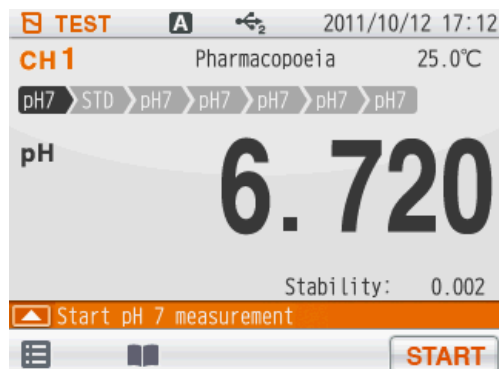 TEST A 2 2011/10/12 17:12
CH1 Pharmacopoeia 25.0℃
pH7 STD pH7 pH7 pH7 pH7 pH7
pH 6.720
Stability: 0.002
Start pH 7 measurement
START